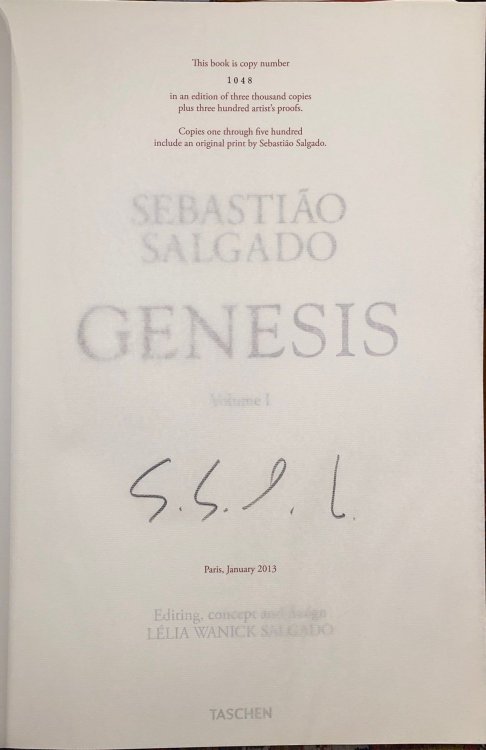 This book is copy number
1048
in an edition of three thousand copies
plus three hundred artist's proofs.
Copies one through five hundred
include an original print by Sebastião Salgado.
SEBASTIÃO
SALGADO
GENESIS
Volume I
Paris, January 2013
Editing, concept and design
LÉLIA WANICK SALGADO
TASCHEN